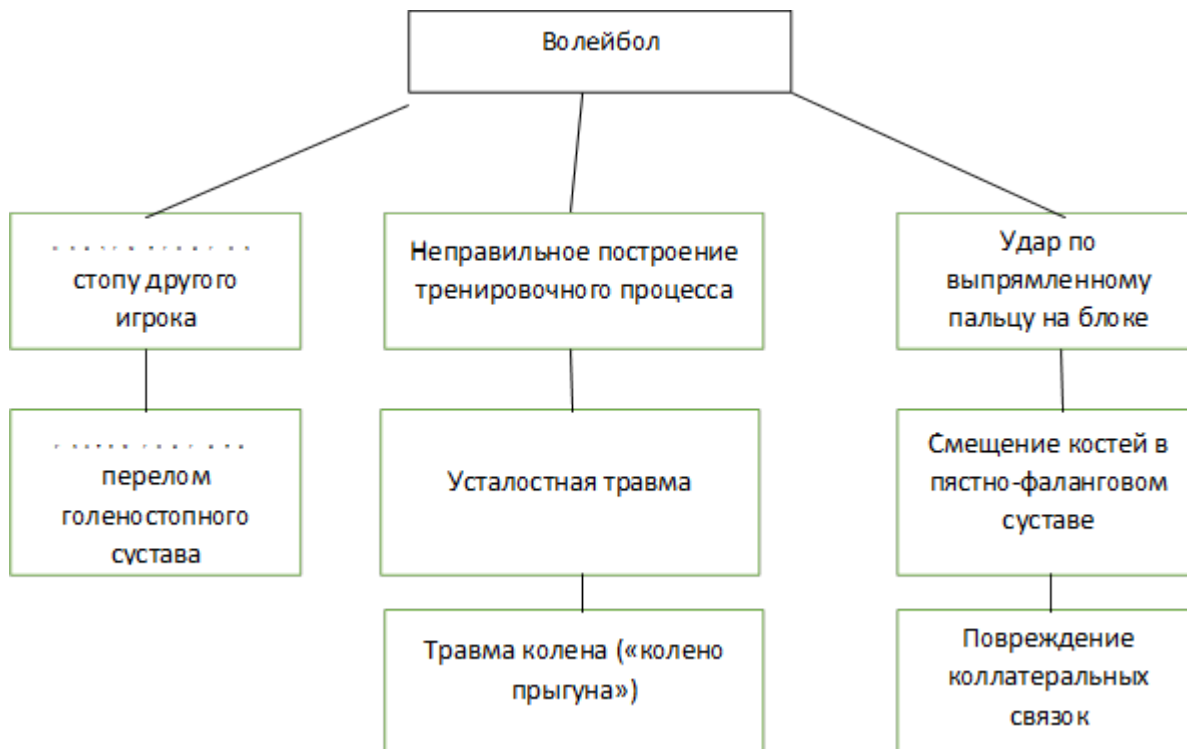 Волейбол
стопу другого
игрока
перелом
голеностопного
сустава
Неправильное построение
тренировочного процесса
Усталостная травма
Травма колена («колено
прыгуна»)
Удар по
выпрямленному
пальцу на блоке
Смещение костей в
пястно-фаланговом
суставе
Повреждение
коллатеральных
связок